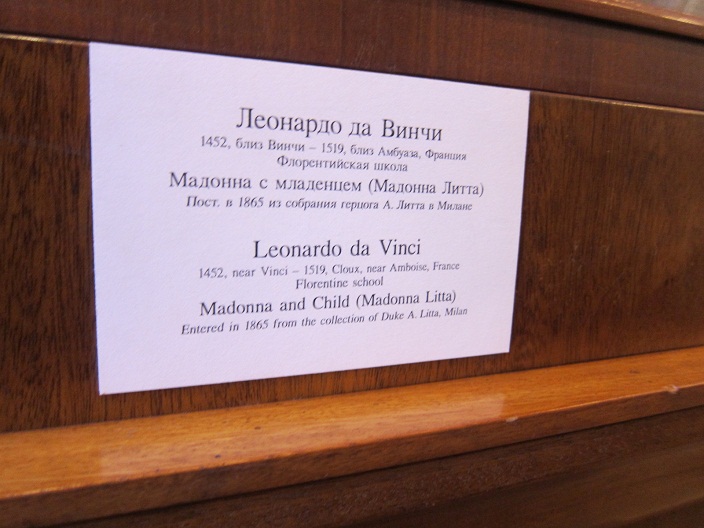 Леонардо да Винчи
1452, близ Винчи – 1519, близ Амбуаза, Франция
Флорентийская школа
Мадонна с младенцем (Мадонна Литта)
Пост. в 1865 из собрания герцога А. Литта в Милане
Leonardo da Vinci
1452, near Vinci – 1519, Cloux, near Amboise, France
Florentine school
Madonna and Child (Madonna Litta)
Entered in 1865 from the collection of Duke A. Litta, Milan